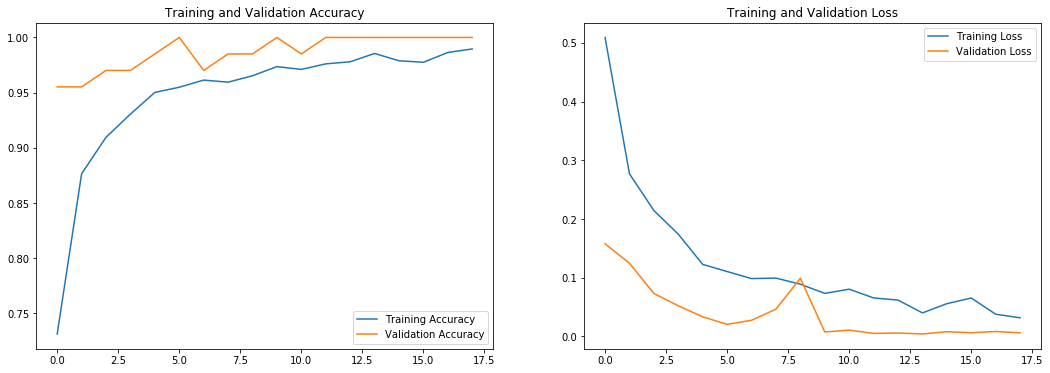 Training and Validation Accuracy
1.00
0.95
0.90
0.85
0.80
0.75
0.0 2.5 5.0 7.5 10.0 12.5 15.0 17.5
Training Accuracy
Validation Accuracy
Training and Validation Loss
0.5
0.4
0.3
0.2
0.1
0.0
0.0 2.5 5.0 7.5 10.0 12.5 15.0 17.5
Training Loss
Validation Loss